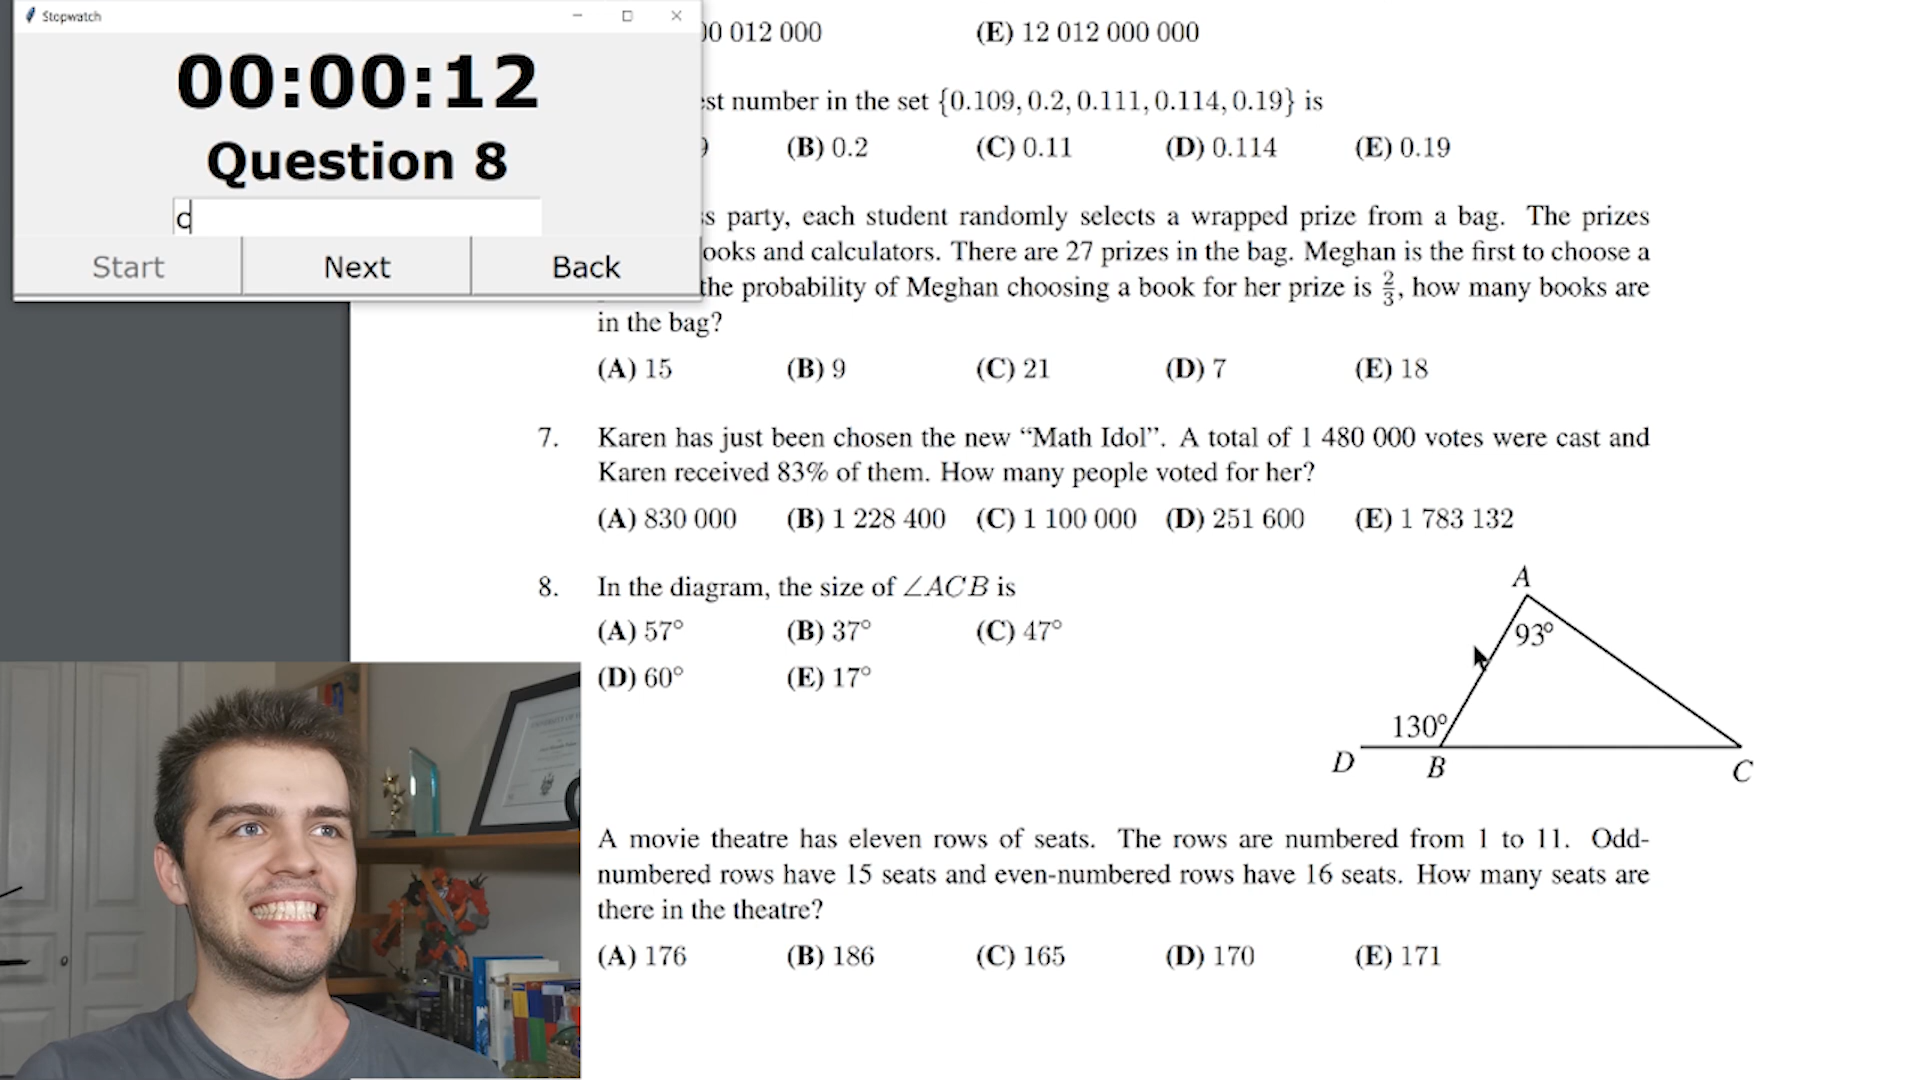 Stopwatch
00:00:12
Question 8
c
Start Next Back
00 012 000 (E) 12 012 000 000
number in the set {0.109, 0.2, 0.111, 0.114, 0.19} is
(B) 0.2 (C) 0.11 (D) 0.114 (E) 0.19
party, each student randomly selects a wrapped prize from a bag. The prizes
ooks and calculators. There are 27 prizes in the bag. Meghan is the first to choose a
the probability of Meghan choosing a book for her prize is 2/3, how many books are
in the bag?
(A) 15 (B) 9 (C) 21 (D) 7 (E) 18
7. Karen has just been chosen the new “Math Idol”. A total of 1 480 000 votes were cast and
Karen received 83% of them. How many people voted for her?
(A) 830 000 (B) 1 228 400 (C) 1 100 000 (D) 251 600 (E) 1 783 132
8. In the diagram, the size of ∠ACB is
(A) 57° (B) 37° (C) 47°
(D) 60° (E) 17°
A
93°
130°
D B C
A movie theatre has eleven rows of seats. The rows are numbered from 1 to 11. Odd-
numbered rows have 15 seats and even-numbered rows have 16 seats. How many seats are
there in the theatre?
(A) 176 (B) 186 (C) 165 (D) 170 (E) 171